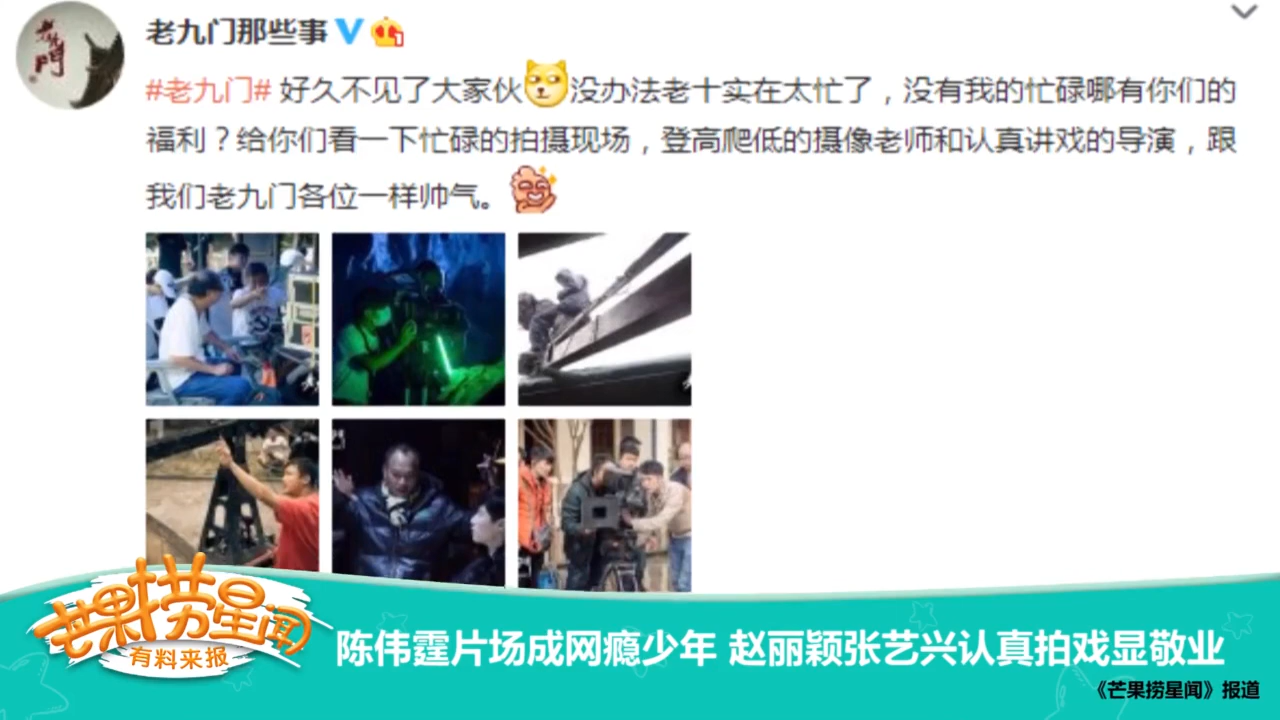 老九门那些事
#老九门# 好久不见了大家伙没办法老十实在太忙了，没有我的忙碌哪有你们的
福利？给你们看一下忙碌的拍摄现场，登高爬低的摄像老师和认真讲戏的导演，跟
我们老九门各位一样帅气。
芒果捞星闻
有料来报
陈伟霆片场成网瘾少年 赵丽颖张艺兴认真拍戏显敬业
《芒果捞星闻》报道